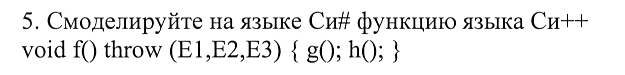 5. Смоделируйте на языке Си# функцию языка Си++
void f() throw (E1,E2,E3) { g(); h(); }